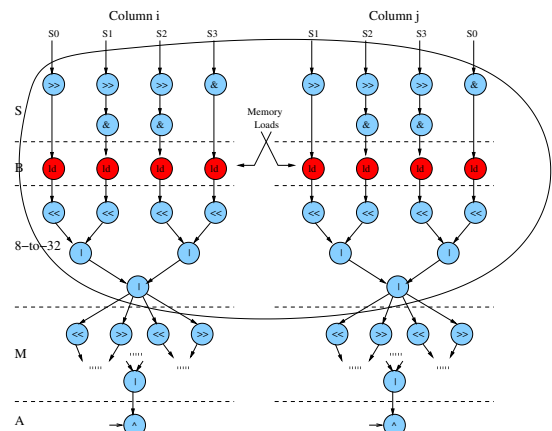 Column i Column j
S0 S1 S2 S3 S1 S2 S3 S0
>> >> >> & >> >> >> &
S
& & & &
Memory
Loads
B ld ld ld ld ld ld ld ld
<< << << << << << << <<
8-to-32 | | | |
| |
<< >> << >> << >> << >>
M
| |
A
^ ^